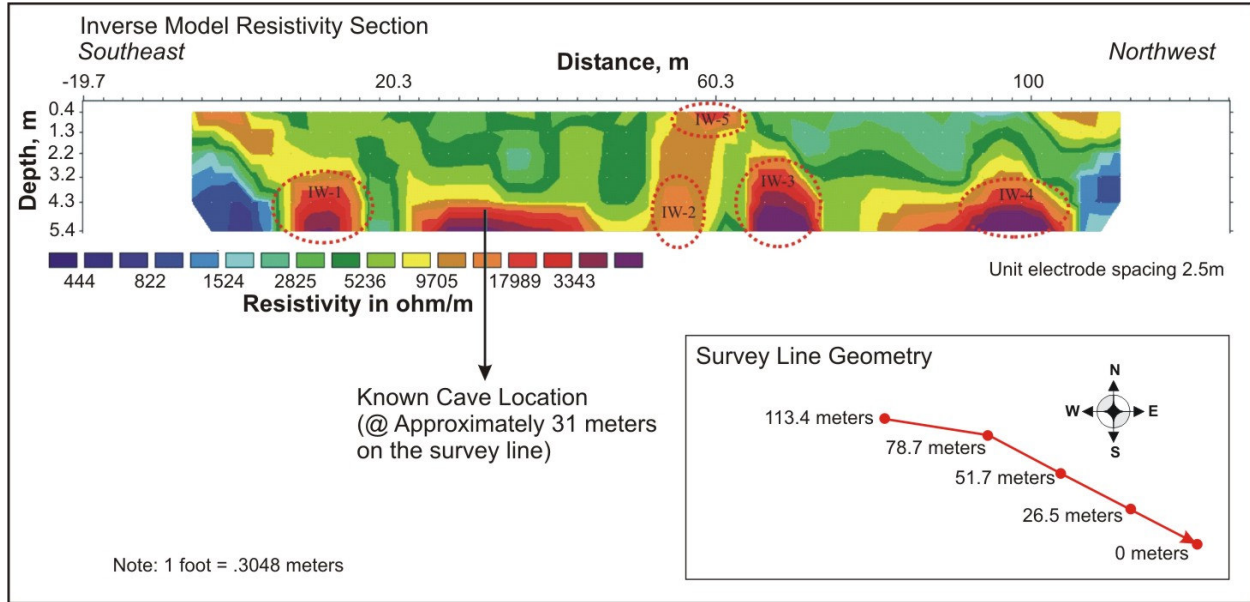 Inverse Model Resistivity Section
Southeast
Northwest
Distance, m
-19.7 20.3 60.3 100
Depth, m
0.4
1.3
2.2
3.2
4.3
5.4
IW-5
IW-1
IW-3
IW-4
IW-2
444 822 1524 2825 5236 9705 17989 3343
Resistivity in ohm/m
Unit electrode spacing 2.5m
Known Cave Location
(@ Approximately 31 meters
on the survey line)
Note: 1 foot = .3048 meters
Survey Line Geometry
N
W E
S
113.4 meters
78.7 meters
51.7 meters
26.5 meters
0 meters